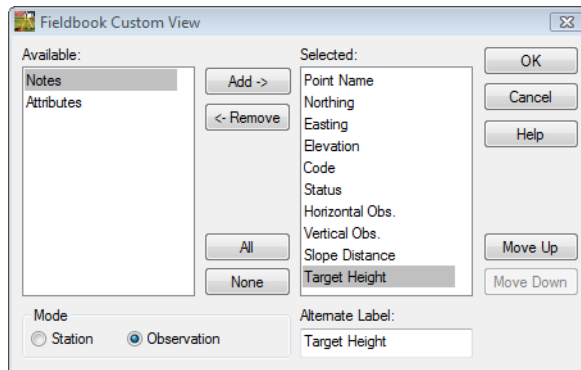 Fieldbook Custom View
Available:
Notes
Attributes
Add ->
<- Remove
All
None
Selected:
Point Name
Northing
Easting
Elevation
Code
Status
Horizontal Obs.
Vertical Obs.
Slope Distance
Target Height
OK
Cancel
Help
Move Up
Move Down
Mode
Station
Observation
Alternate Label:
Target Height